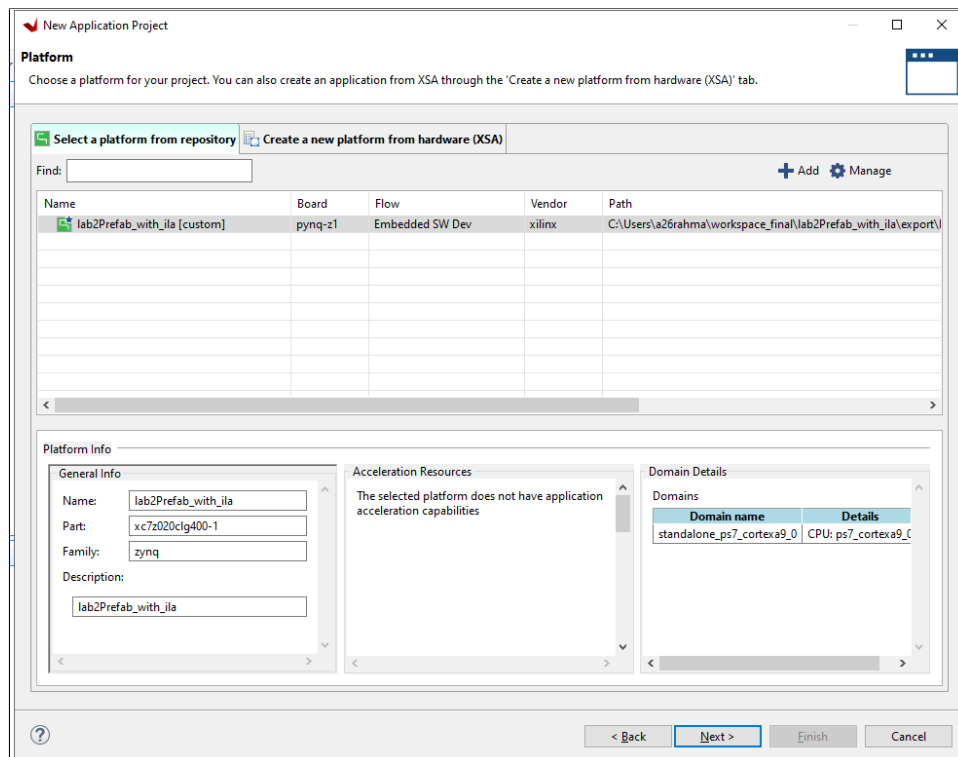 New Application Project
Platform
Choose a platform for your project. You can also create an application from XSA through the 'Create a new platform from hardware (XSA)' tab.
Select a platform from repository Create a new platform from hardware (XSA)
Find: Add Manage
Name Board Flow Vendor Path
lab2Prefab_with_ila [custom] pynq-z1 Embedded SW Dev xilinx C:\Users\a26rahma\workspace_final\lab2Prefab_with_ila\export\
Platform Info
General Info
Name: lab2Prefab_with_ila
Part: xc7z020clg400-1
Family: zynq
Description:
lab2Prefab_with_ila
Acceleration Resources
The selected platform does not have application
acceleration capabilities
Domain Details
Domains
Domain name Details
standalone_ps7_cortexa9_0 CPU: ps7_cortexa9_0
? < Back Next > Finish Cancel